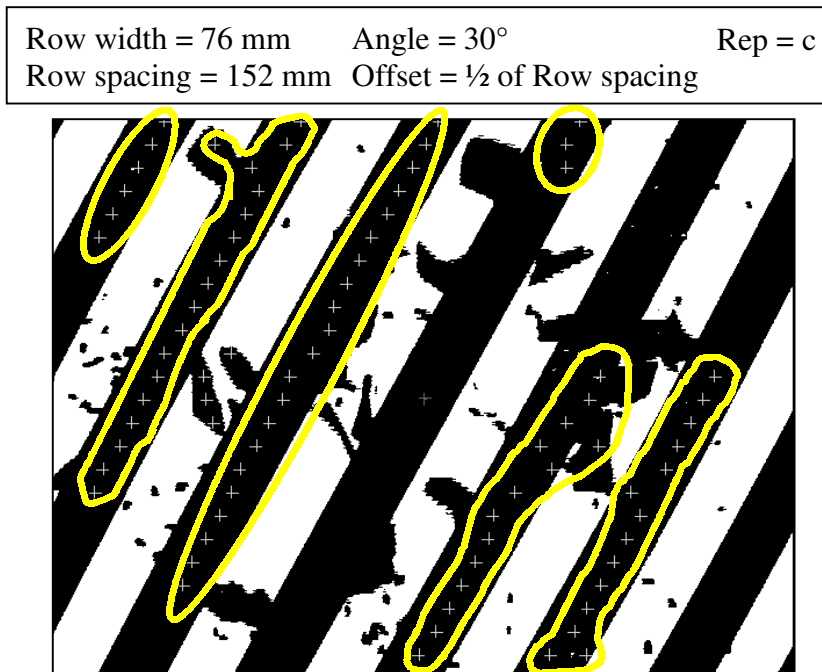 Row width = 76 mm Angle = 30° Rep = c
Row spacing = 152 mm Offset = ½ of Row spacing